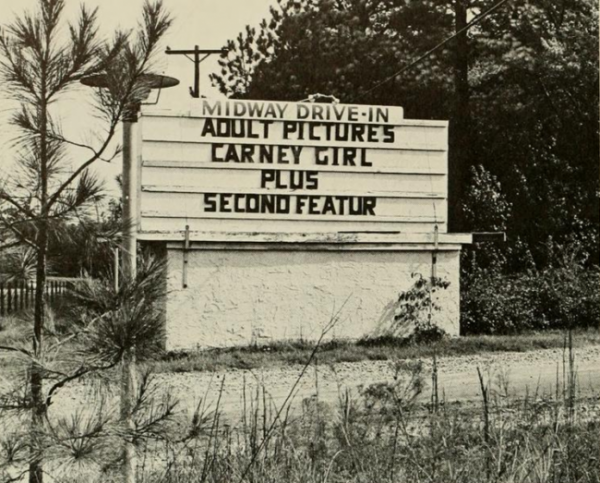 MIDWAY DRIVE-IN
ADULT PICTURES
CARNEY GIRL
PLUS
SECOND FEATUR